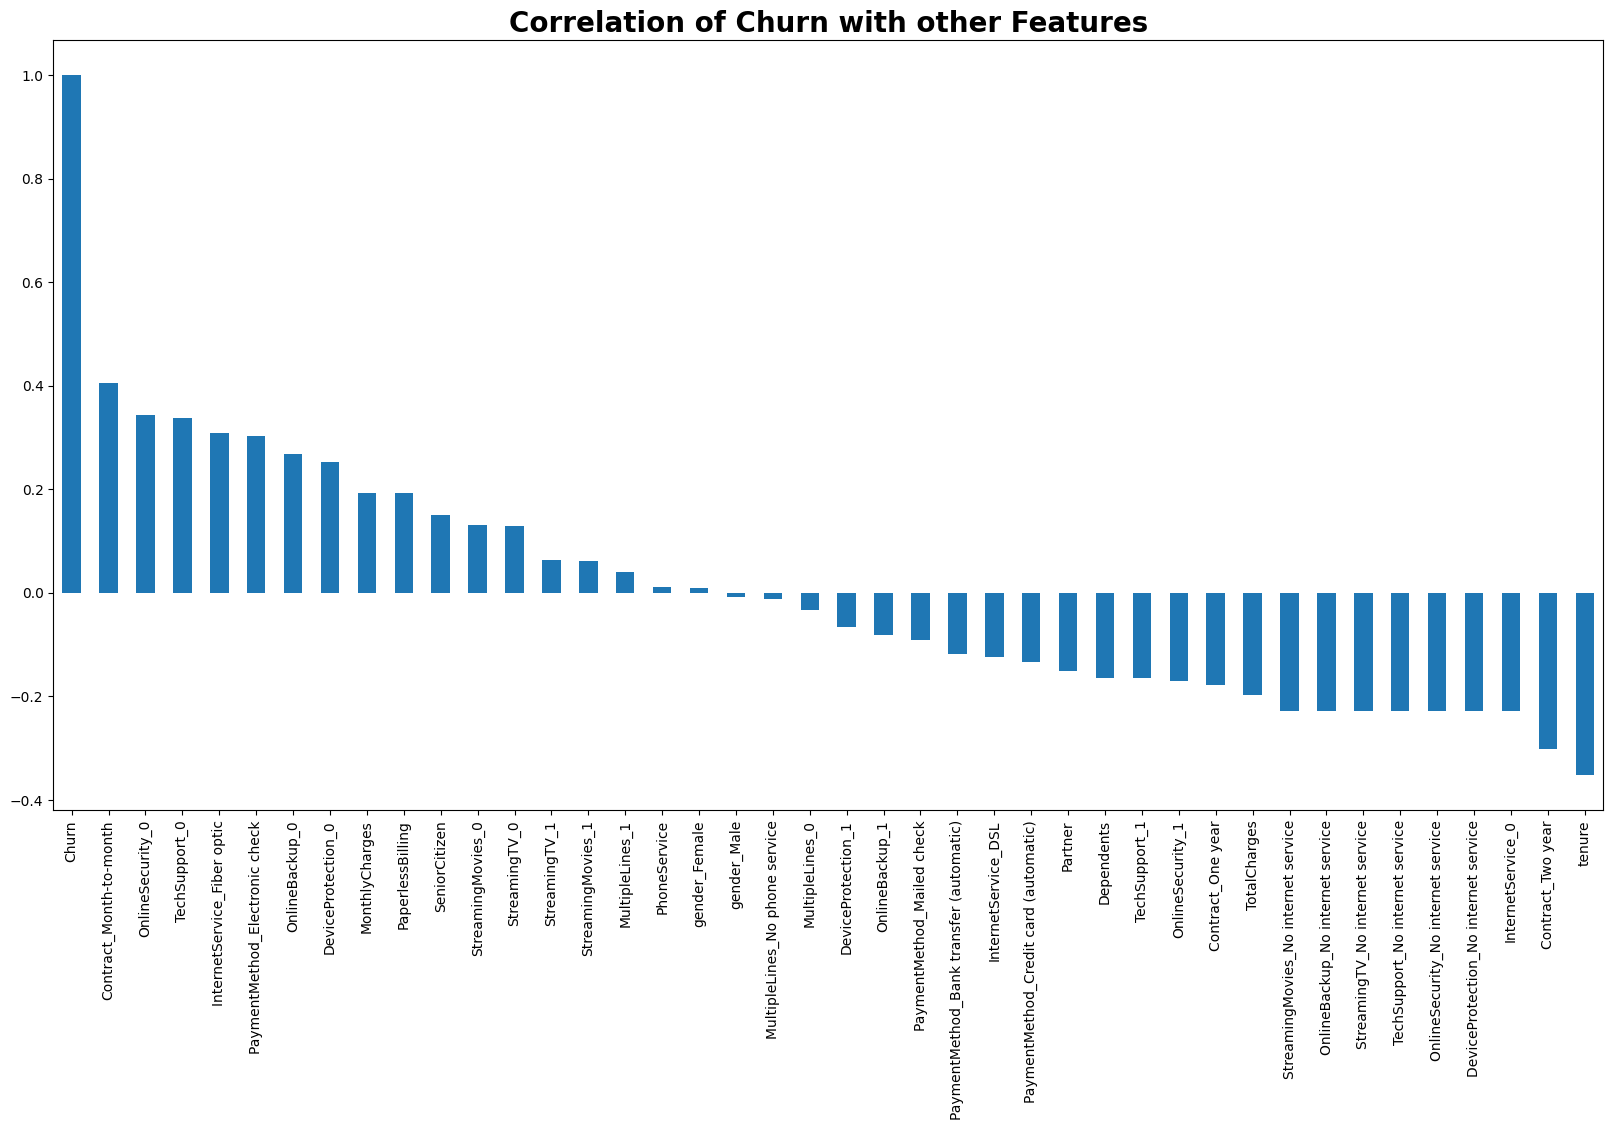 Correlation of Churn with other Features
1.0
0.8
0.6
0.4
0.2
0.0
−0.2
−0.4
Churn
Contract_Month-to-month
OnlineSecurity_0
TechSupport_0
InternetService_Fiber optic
PaymentMethod_Electronic check
OnlineBackup_0
DeviceProtection_0
MonthlyCharges
PaperlessBilling
SeniorCitizen
StreamingMovies_0
StreamingTV_0
StreamingTV_1
StreamingMovies_1
MultipleLines_1
PhoneService
gender_Female
gender_Male
MultipleLines_No phone service
MultipleLines_0
DeviceProtection_1
OnlineBackup_1
PaymentMethod_Mailed check
PaymentMethod_Bank transfer (automatic)
InternetService_DSL
PaymentMethod_Credit card (automatic)
Partner
Dependents
TechSupport_1
OnlineSecurity_1
Contract_One year
TotalCharges
StreamingMovies_No internet service
OnlineBackup_No internet service
StreamingTV_No internet service
TechSupport_No internet service
OnlineSecurity_No internet service
DeviceProtection_No internet service
InternetService_0
Contract_Two year
tenure